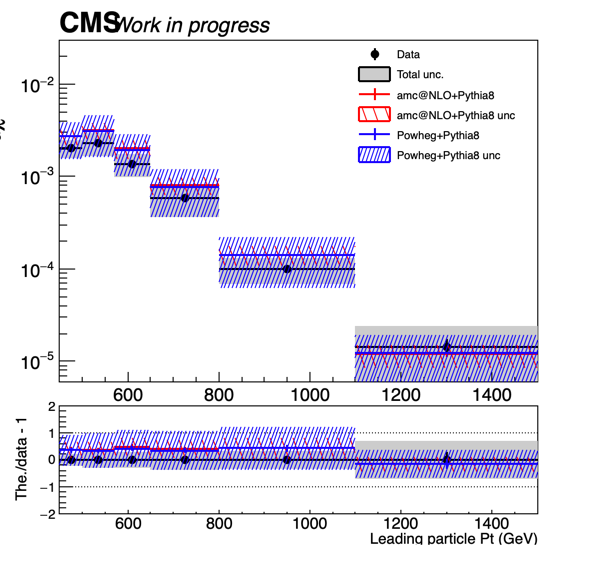 CMS Work in progress
Data
Total unc.
amc@NLO+Pythia8
amc@NLO+Pythia8 unc
Powheg+Pythia8
Powheg+Pythia8 unc
10⁻²
10⁻³
10⁻⁴
10⁻⁵
600 800 1000 1200 1400
The./data - 1
2
1
0
−1
−2
600 800 1000 1200 1400
Leading particle Pt (GeV)